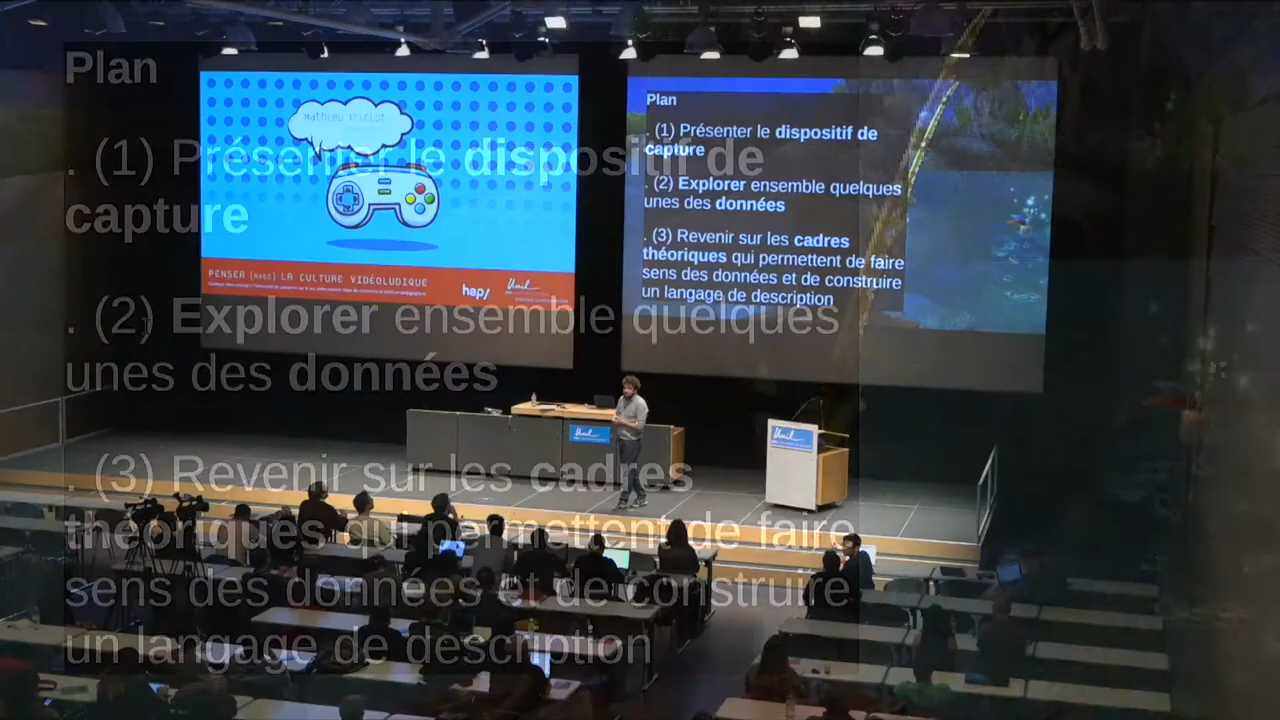 Plan
. (1) Présenter le dispositif de
capture
. (2) Explorer ensemble quelques
unes des données
. (3) Revenir sur les cadres
théoriques qui permettent de faire
sens des données et de construire
un langage de description
Mathieu Triclot
PENSER (AVEC) LA CULTURE VIDÉOLUDIQUE
hep/
Unil
Plan
. (1) Présenter le dispositif de
capture
. (2) Explorer ensemble quelques
unes des données
. (3) Revenir sur les cadres
théoriques qui permettent de faire
sens des données et de construire
un langage de description
Unil
Unil